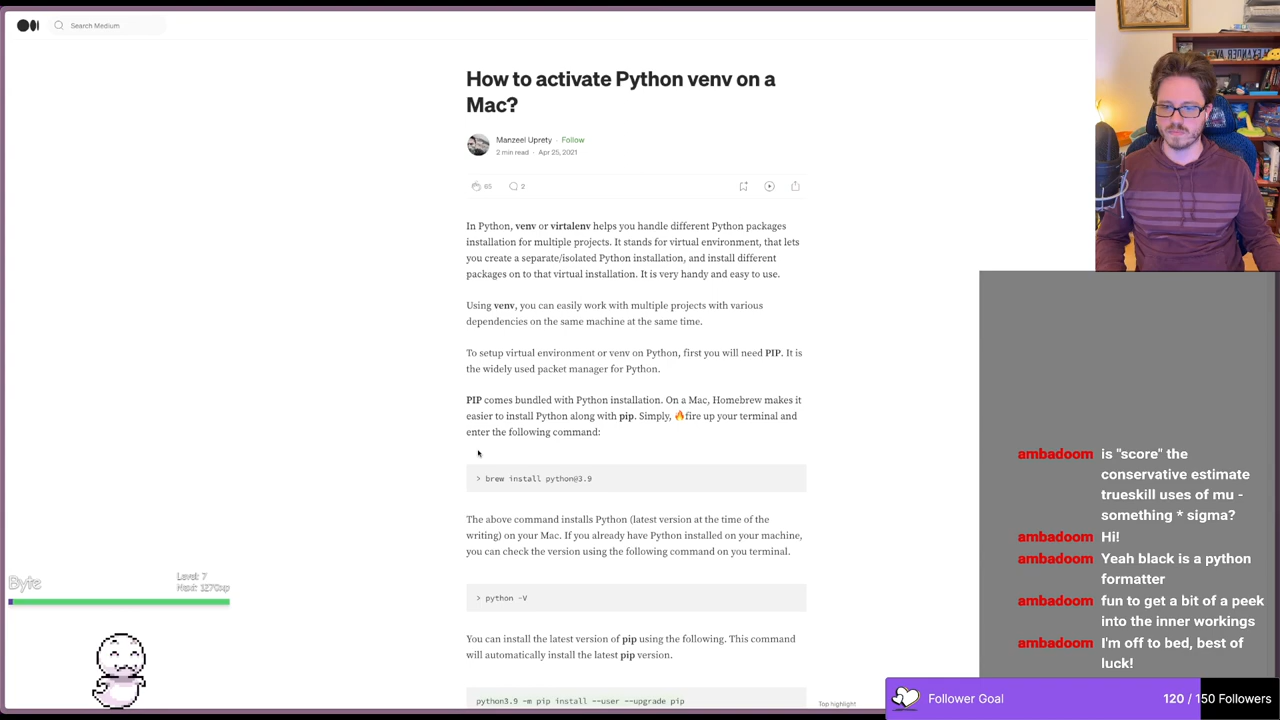 Search Medium
How to activate Python venv on a
Mac?
Manzeel Uprety · Follow
2 min read · Apr 25, 2021
65
2
In Python, venv or virtalenv helps you handle different Python packages
installation for multiple projects. It stands for virtual environment, that lets
you create a separate/isolated Python installation, and install different
packages on to that virtual installation. It is very handy and easy to use.
Using venv, you can easily work with multiple projects with various
dependencies on the same machine at the same time.
To setup virtual environment or venv on Python, first you will need PIP. It is
the widely used packet manager for Python.
PIP comes bundled with Python installation. On a Mac, Homebrew makes it
easier to install Python along with pip. Simply, 🔥fire up your terminal and
enter the following command:
> brew install python@3.9
The above command installs Python (latest version at the time of the
writing) on your Mac. If you already have Python installed on your machine,
you can check the version using the following command on you terminal.
> python -V
You can install the latest version of pip using the following. This command
will automatically install the latest pip version.
python3.9 -m pip install --user --upgrade pip
Top highlight
Byte
Level: 7
Next: 127Exp
ambadoom is "score" the
conservative estimate
trueskill uses of mu -
something * sigma?
ambadoom Hi!
ambadoom Yeah black is a python
formatter
ambadoom fun to get a bit of a peek
into the inner workings
ambadoom I'm off to bed, best of
luck!
Follower Goal
120 / 150 Followers